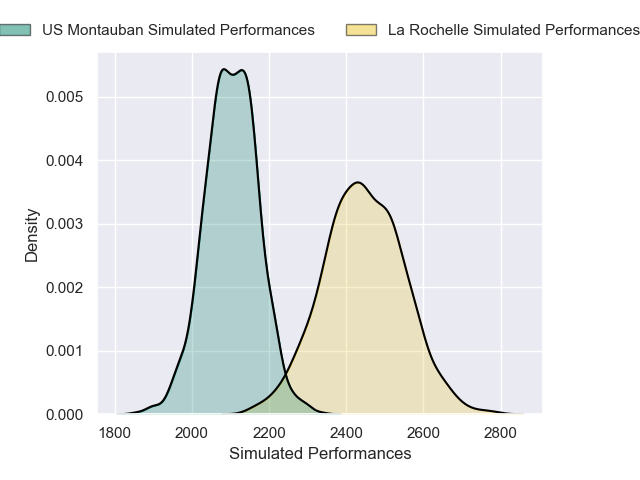 US Montauban Simulated Performances
La Rochelle Simulated Performances
0.005
0.004
0.003
0.002
0.001
0.000
Density
1800 2000 2200 2400 2600 2800
Simulated Performances